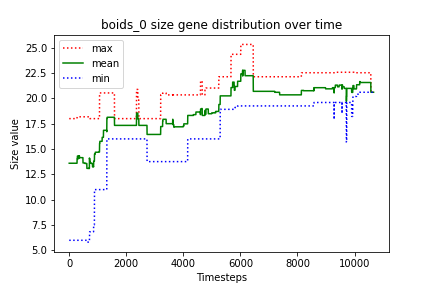 boids_0 size gene distribution over time
max
mean
min
25.0
22.5
20.0
17.5
15.0
12.5
10.0
7.5
5.0
Size value
0 2000 4000 6000 8000 10000
Timesteps